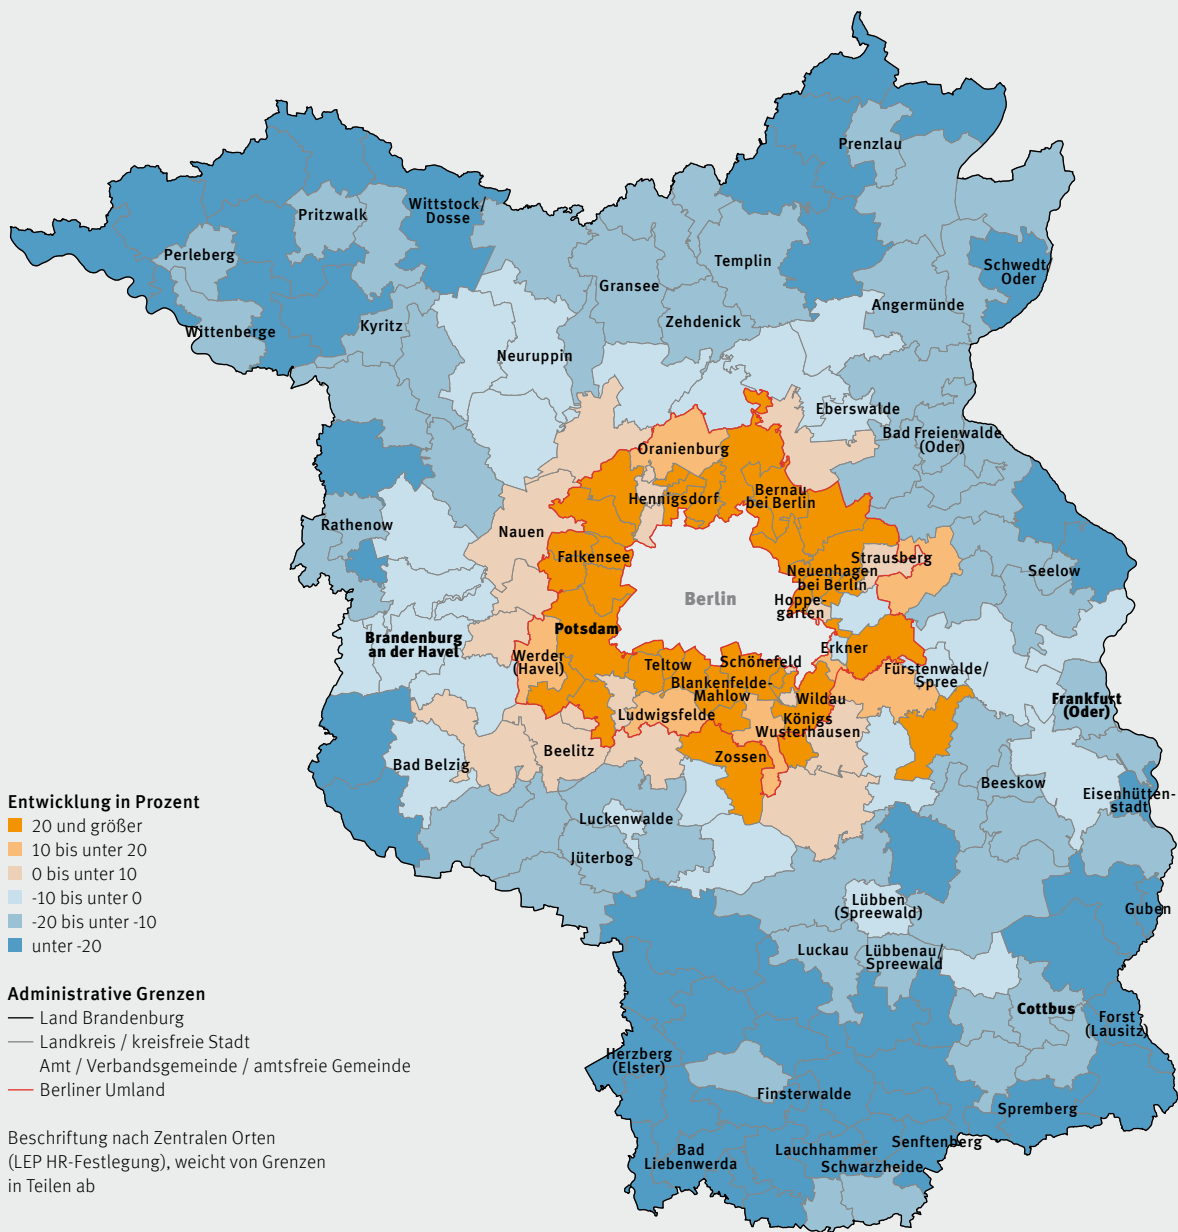 Prenzlau
Pritzwalk
Wittstock/
Dosse
Perleberg
Templin
Schwedt/
Oder
Gransee
Angermünde
Zehdenick
Wittenberge
Kyritz
Neuruppin
Eberswalde
Bad Freienwalde
(Oder)
Oranienburg
Hennigsdorf
Bernau
bei Berlin
Rathenow
Nauen
Falkensee
Strausberg
Neuenhagen
bei Berlin
Seelow
Berlin
Hoppe-
garten
Potsdam
Brandenburg
an der Havel
Erkner
Werder
(Havel)
Teltow
Schönefeld
Fürstenwalde/
Spree
Blankenfelde-
Mahlow
Wildau
Frankfurt
(Oder)
Ludwigsfelde
Königs
Wusterhausen
Beelitz
Zossen
Bad Belzig
Beeskow
Eisenhütten-
stadt
Luckenwalde
Jüterbog
Lübben
(Spreewald)
Guben
Luckau
Lübbenau/
Spreewald
Cottbus
Forst
(Lausitz)
Herzberg
(Elster)
Finsterwalde
Spremberg
Bad
Liebenwerda
Lauchhammer
Senftenberg
Schwarzheide
Entwicklung in Prozent
20 und größer
10 bis unter 20
0 bis unter 10
-10 bis unter 0
-20 bis unter -10
unter -20
Administrative Grenzen
Land Brandenburg
Landkreis / kreisfreie Stadt
Amt / Verbandsgemeinde / amtsfreie Gemeinde
Berliner Umland
Beschriftung nach Zentralen Orten
(LEP HR-Festlegung), weicht von Grenzen
in Teilen ab